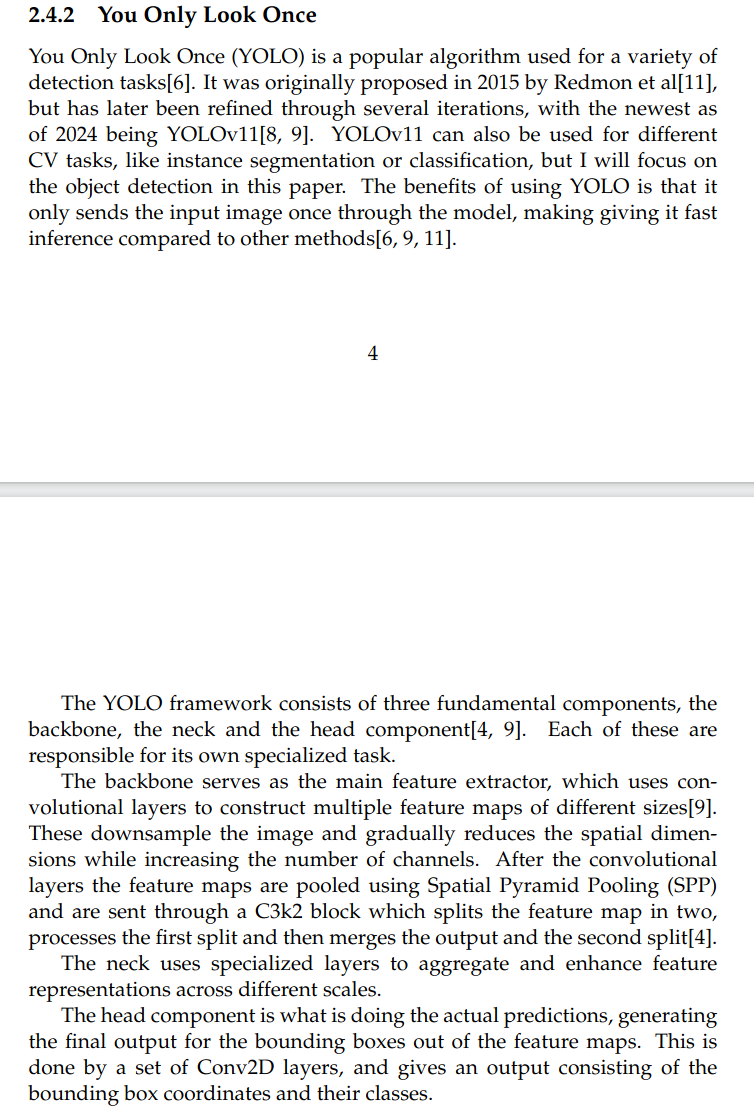 2.4.2 You Only Look Once
You Only Look Once (YOLO) is a popular algorithm used for a variety of
detection tasks[6]. It was originally proposed in 2015 by Redmon et al[11],
but has later been refined through several iterations, with the newest as
of 2024 being YOLOv11[8, 9]. YOLOv11 can also be used for different
CV tasks, like instance segmentation or classification, but I will focus on
the object detection in this paper. The benefits of using YOLO is that it
only sends the input image once through the model, making giving it fast
inference compared to other methods[6, 9, 11].
4
The YOLO framework consists of three fundamental components, the
backbone, the neck and the head component[4, 9]. Each of these are
responsible for its own specialized task.
The backbone serves as the main feature extractor, which uses con-
volutional layers to construct multiple feature maps of different sizes[9].
These downsample the image and gradually reduces the spatial dimen-
sions while increasing the number of channels. After the convolutional
layers the feature maps are pooled using Spatial Pyramid Pooling (SPP)
and are sent through a C3k2 block which splits the feature map in two,
processes the first split and then merges the output and the second split[4].
The neck uses specialized layers to aggregate and enhance feature
representations across different scales.
The head component is what is doing the actual predictions, generating
the final output for the bounding boxes out of the feature maps. This is
done by a set of Conv2D layers, and gives an output consisting of the
bounding box coordinates and their classes.